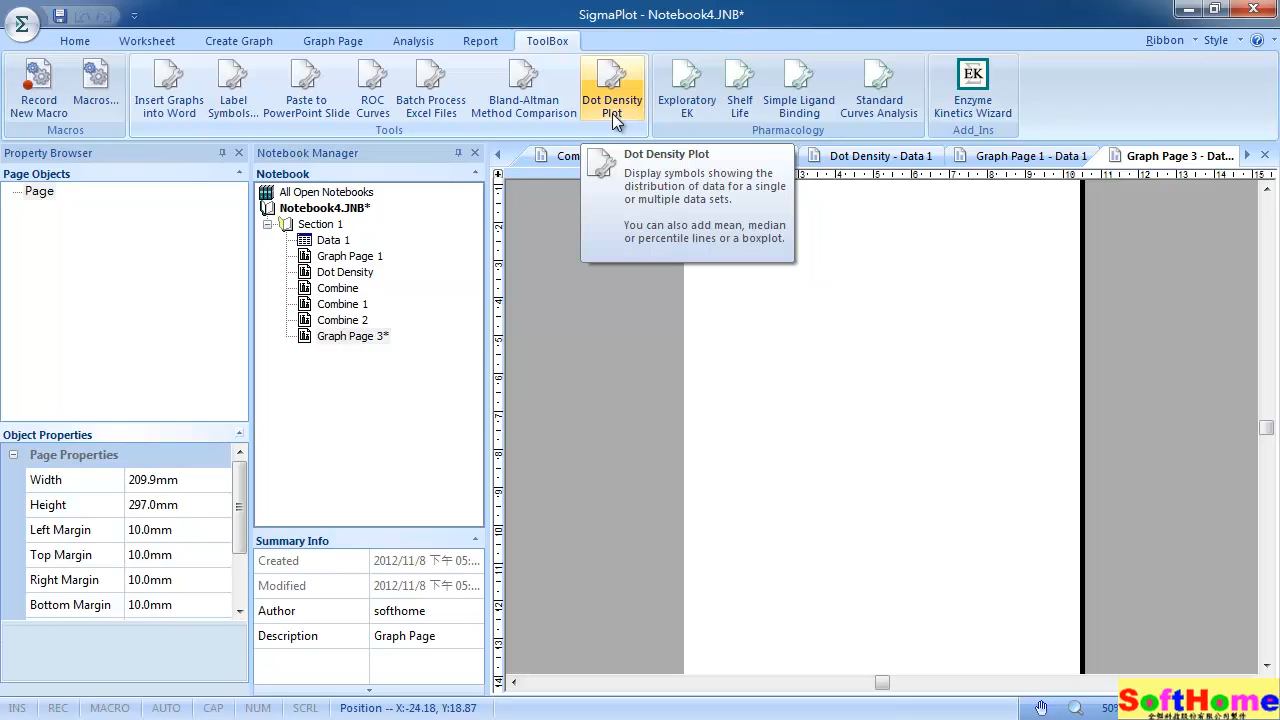 SigmaPlot - Notebook4.JNB*
Home
Worksheet
Create Graph
Graph Page
Analysis
Report
ToolBox
Ribbon
Style
Record
New Macro
Macros...
Insert Graphs
into Word
Label
Symbols...
Paste to
PowerPoint Slide
ROC
Curves
Batch Process
Excel Files
Bland-Altman
Method Comparison
Dot Density
Plot
Exploratory
EK
Shelf
Life
Simple Ligand
Binding
Standard
Curves Analysis
EK
Enzyme
Kinetics Wizard
Macros
Tools
Pharmacology
Add_Ins
Property Browser
Page Objects
Page
Notebook Manager
Notebook
All Open Notebooks
Notebook4.JNB*
Section 1
Data 1
Graph Page 1
Dot Density
Combine
Combine 1
Combine 2
Graph Page 3*
Com
Dot Density - Data 1
Graph Page 1 - Data 1
Graph Page 3 - Dat...
Dot Density Plot
Display symbols showing the
distribution of data for a single
or multiple data sets.
You can also add mean, median
or percentile lines or a boxplot.
Object Properties
Page Properties
Width 209.9mm
Height 297.0mm
Left Margin 10.0mm
Top Margin 10.0mm
Right Margin 10.0mm
Bottom Margin 10.0mm
Summary Info
Created 2012/11/8 下午 05:...
Modified 2012/11/8 下午 05:...
Author softhome
Description Graph Page
INS REC MACRO AUTO CAP NUM SCRL Position -- X:-24.18, Y:18.87
SoftHome